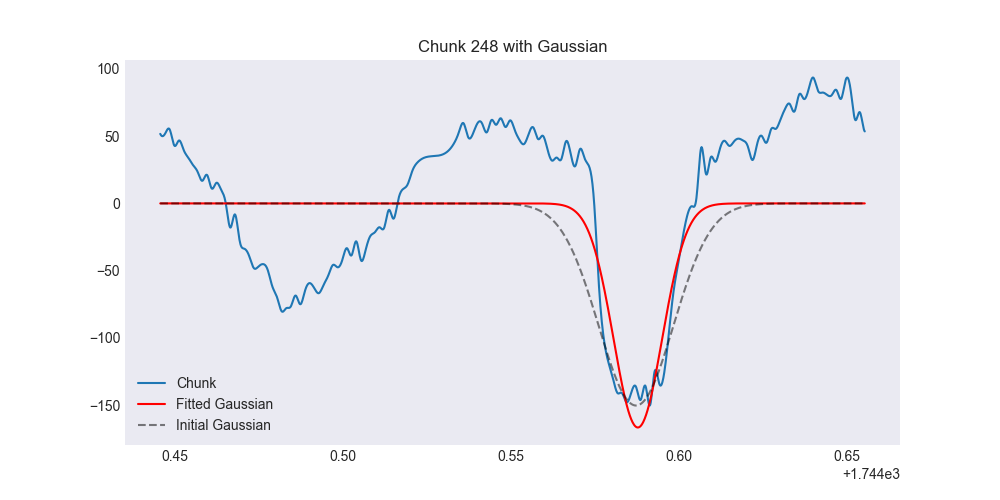 Chunk 248 with Gaussian
100
50
0
−50
−100
−150
Chunk
Fitted Gaussian
Initial Gaussian
0.45 0.50 0.55 0.60 0.65
+1.744e3